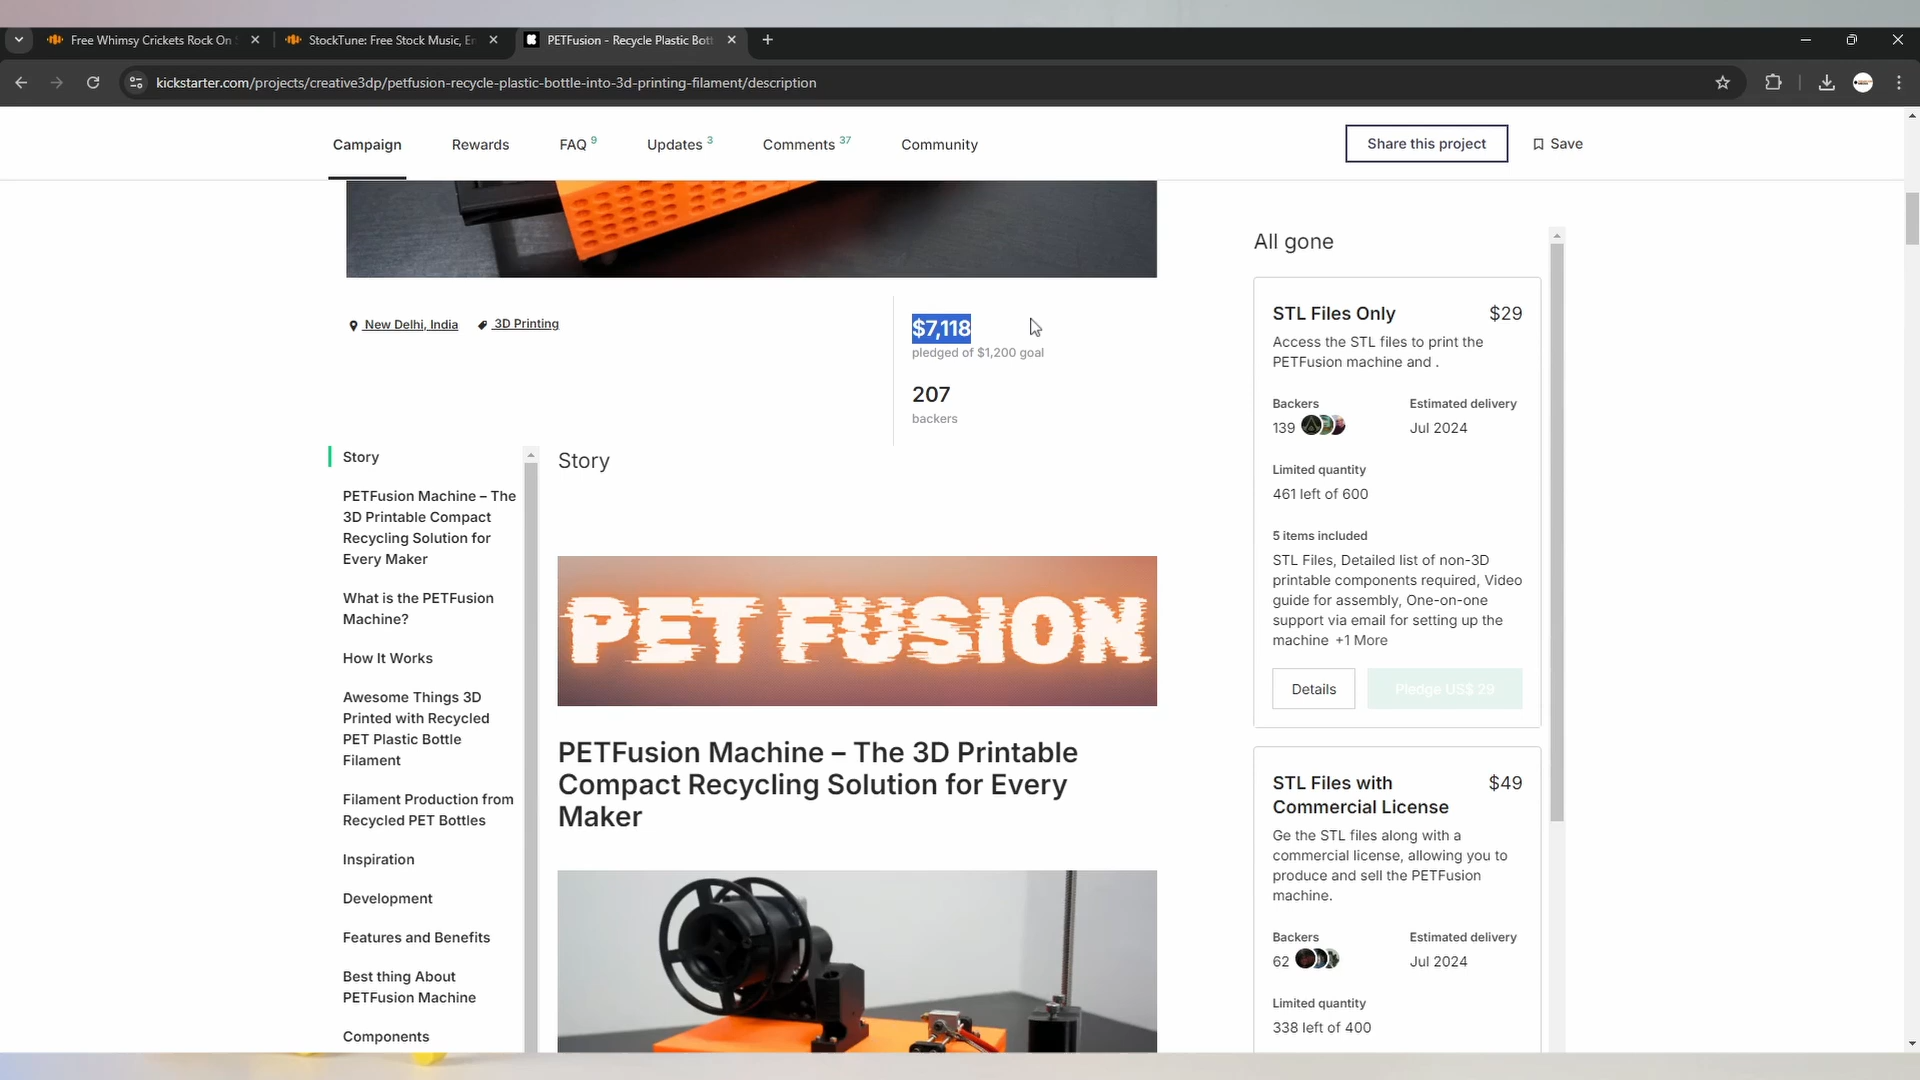 Free Whimsy Crickets Rock On
StockTune: Free Stock Music, E
PETFusion - Recycle Plastic Bot
kickstarter.com/projects/creative3dp/petfusion-recycle-plastic-bottle-into-3d-printing-filament/description
Campaign
Rewards
FAQ 9
Updates 3
Comments 37
Community
Share this project
Save
New Delhi, India
3D Printing
$7,118
pledged of $1,200 goal
207
backers
Story
PETFusion Machine – The
3D Printable Compact
Recycling Solution for
Every Maker
What is the PETFusion
Machine?
How It Works
Awesome Things 3D
Printed with Recycled
PET Plastic Bottle
Filament
Filament Production from
Recycled PET Bottles
Inspiration
Development
Features and Benefits
Best thing About
PETFusion Machine
Components
Story
PET FUSION
PETFusion Machine – The 3D Printable
Compact Recycling Solution for Every
Maker
All gone
STL Files Only
$29
Access the STL files to print the
PETFusion machine and .
Backers
Estimated delivery
139
Jul 2024
Limited quantity
461 left of 600
5 items included
STL Files, Detailed list of non-3D
printable components required, Video
guide for assembly, One-on-one
support via email for setting up the
machine +1 More
Details
Pledge US$ 29
STL Files with
Commercial License
$49
Ge the STL files along with a
commercial license, allowing you to
produce and sell the PETFusion
machine.
Backers
Estimated delivery
62
Jul 2024
Limited quantity
338 left of 400